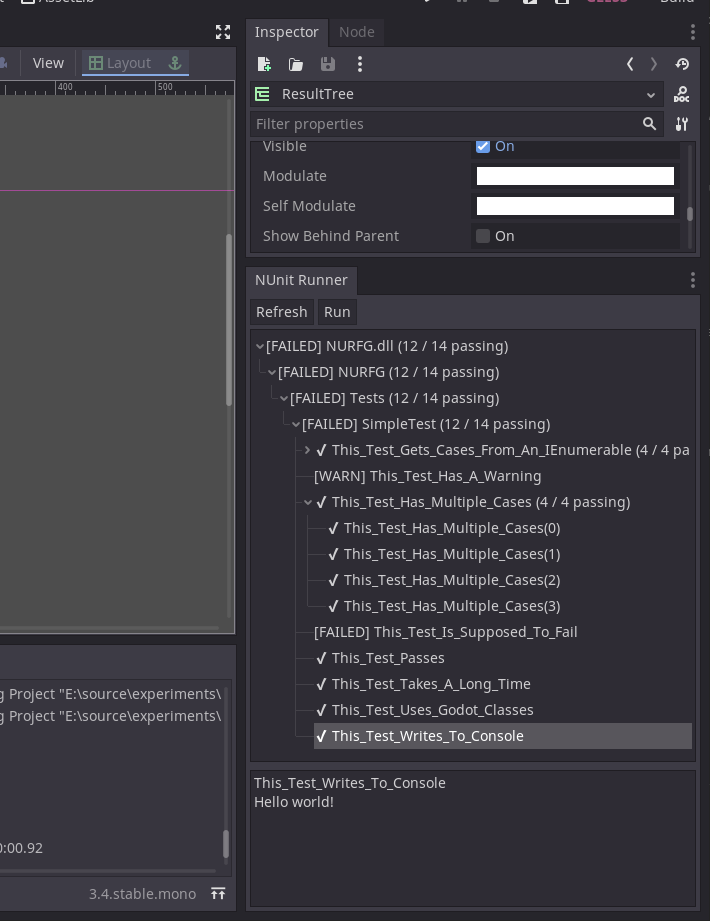 AssetLib
Build
Inspector
Node
View
Layout
400
500
ResultTree
DOC
Filter properties
Visible
On
Modulate
Self Modulate
Show Behind Parent
On
NUnit Runner
Refresh
Run
[FAILED] NURFG.dll (12 / 14 passing)
[FAILED] NURFG (12 / 14 passing)
[FAILED] Tests (12 / 14 passing)
[FAILED] SimpleTest (12 / 14 passing)
✓ This_Test_Gets_Cases_From_An_IEnumerable (4 / 4 pa
[WARN] This_Test_Has_A_Warning
✓ This_Test_Has_Multiple_Cases (4 / 4 passing)
✓ This_Test_Has_Multiple_Cases(0)
✓ This_Test_Has_Multiple_Cases(1)
✓ This_Test_Has_Multiple_Cases(2)
✓ This_Test_Has_Multiple_Cases(3)
[FAILED] This_Test_Is_Supposed_To_Fail
✓ This_Test_Passes
✓ This_Test_Takes_A_Long_Time
✓ This_Test_Uses_Godot_Classes
✓ This_Test_Writes_To_Console
This_Test_Writes_To_Console
Hello world!
g Project "E:\source\experiments\
g Project "E:\source\experiments\
0:00.92
3.4.stable.mono